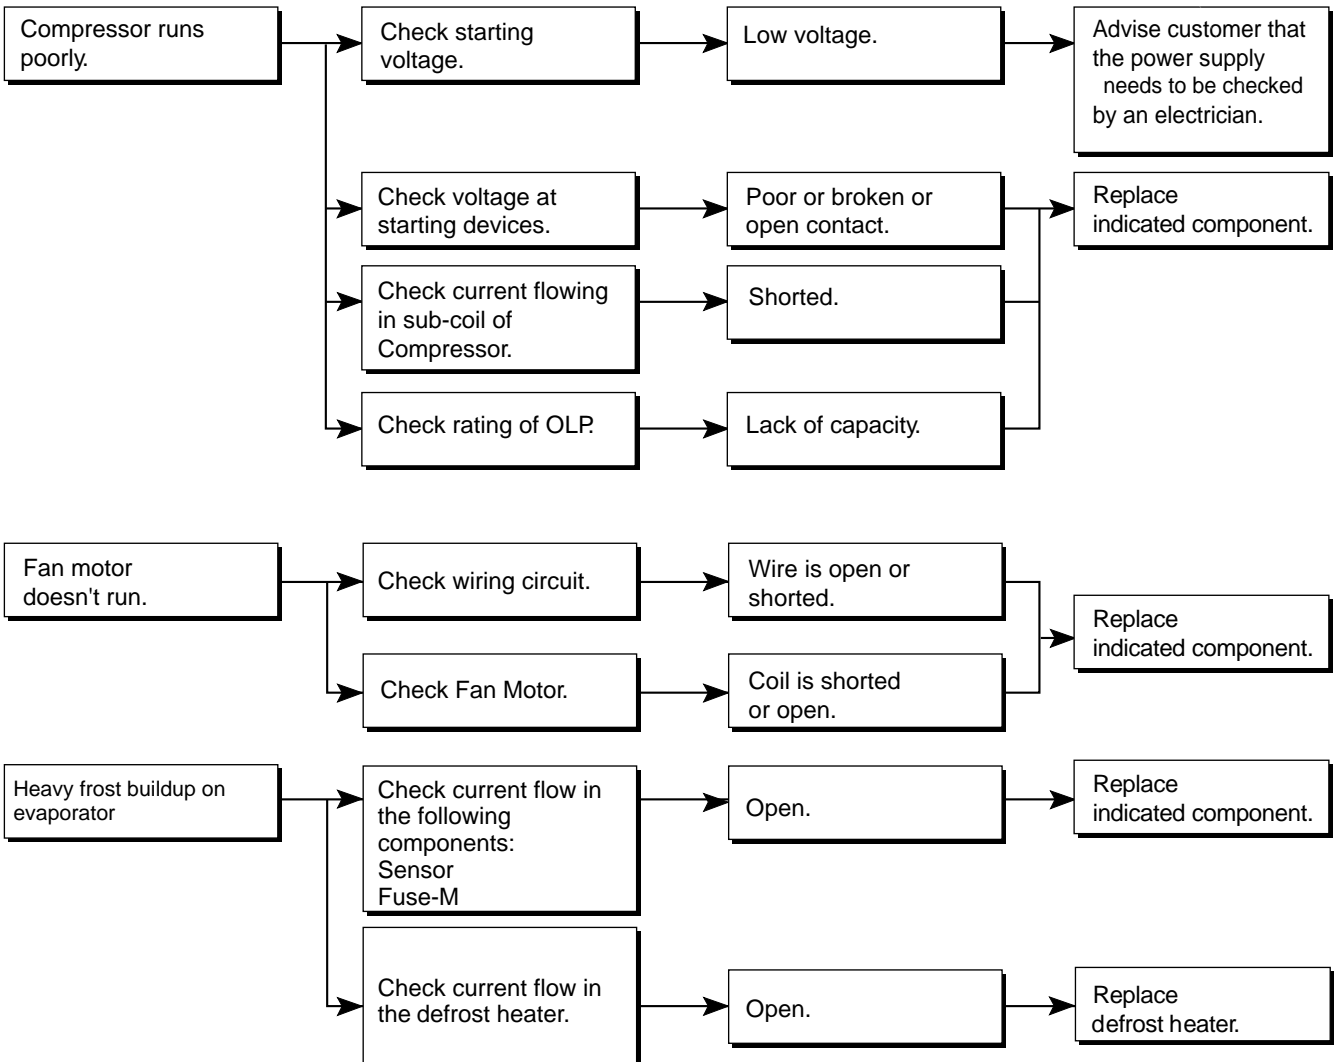 Compressor runs
poorly.
Check starting
voltage.
Low voltage.
Advise customer that
the power supply
needs to be checked
by an electrician.
Check voltage at
starting devices.
Poor or broken or
open contact.
Replace
indicated component.
Check current flowing
in sub-coil of
Compressor.
Shorted.
Check rating of OLP.
Lack of capacity.
Fan motor
doesn't run.
Check wiring circuit.
Wire is open or
shorted.
Replace
indicated component.
Check Fan Motor.
Coil is shorted
or open.
Heavy frost buildup on
evaporator
Check current flow in
the following
components:
Sensor
Fuse-M
Open.
Replace
indicated component.
Check current flow in
the defrost heater.
Open.
Replace
defrost heater.